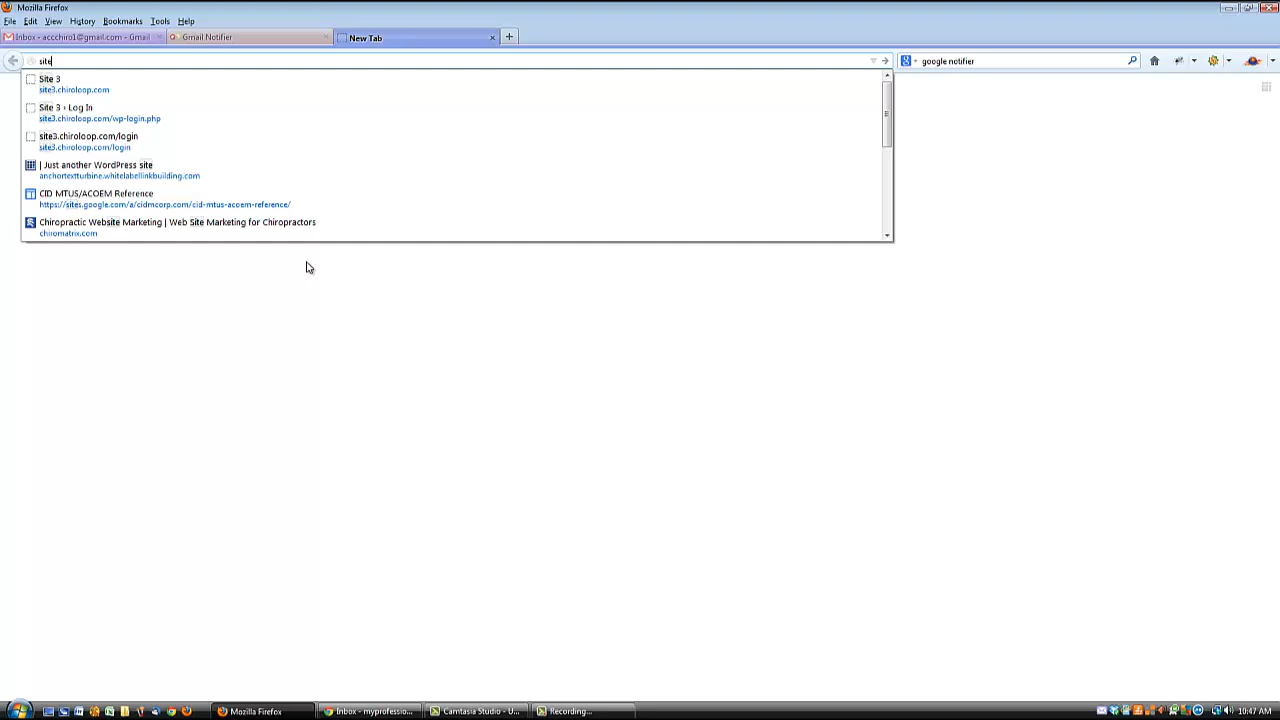 Mozilla Firefox
File Edit View History Bookmarks Tools Help
Inbox - accchiro1@gmail.com - Gmail
Gmail Notifier
New Tab
site
google notifier
Site 3
site3.chiroloop.com
Site 3 › Log In
site3.chiroloop.com/wp-login.php
site3.chiroloop.com/login
site3.chiroloop.com/login
| Just another WordPress site
anchortextturbine.whitelabellinkbuilding.com
CID MTUS/ACOEM Reference
https://sites.google.com/a/cidmcorp.com/cid-mtus-acoem-reference/
Chiropractic Website Marketing | Web Site Marketing for Chiropractors
chiromatrix.com
Mozilla Firefox
Inbox - myprofessio...
Camtasia Studio - U...
Recording...
10:47 AM